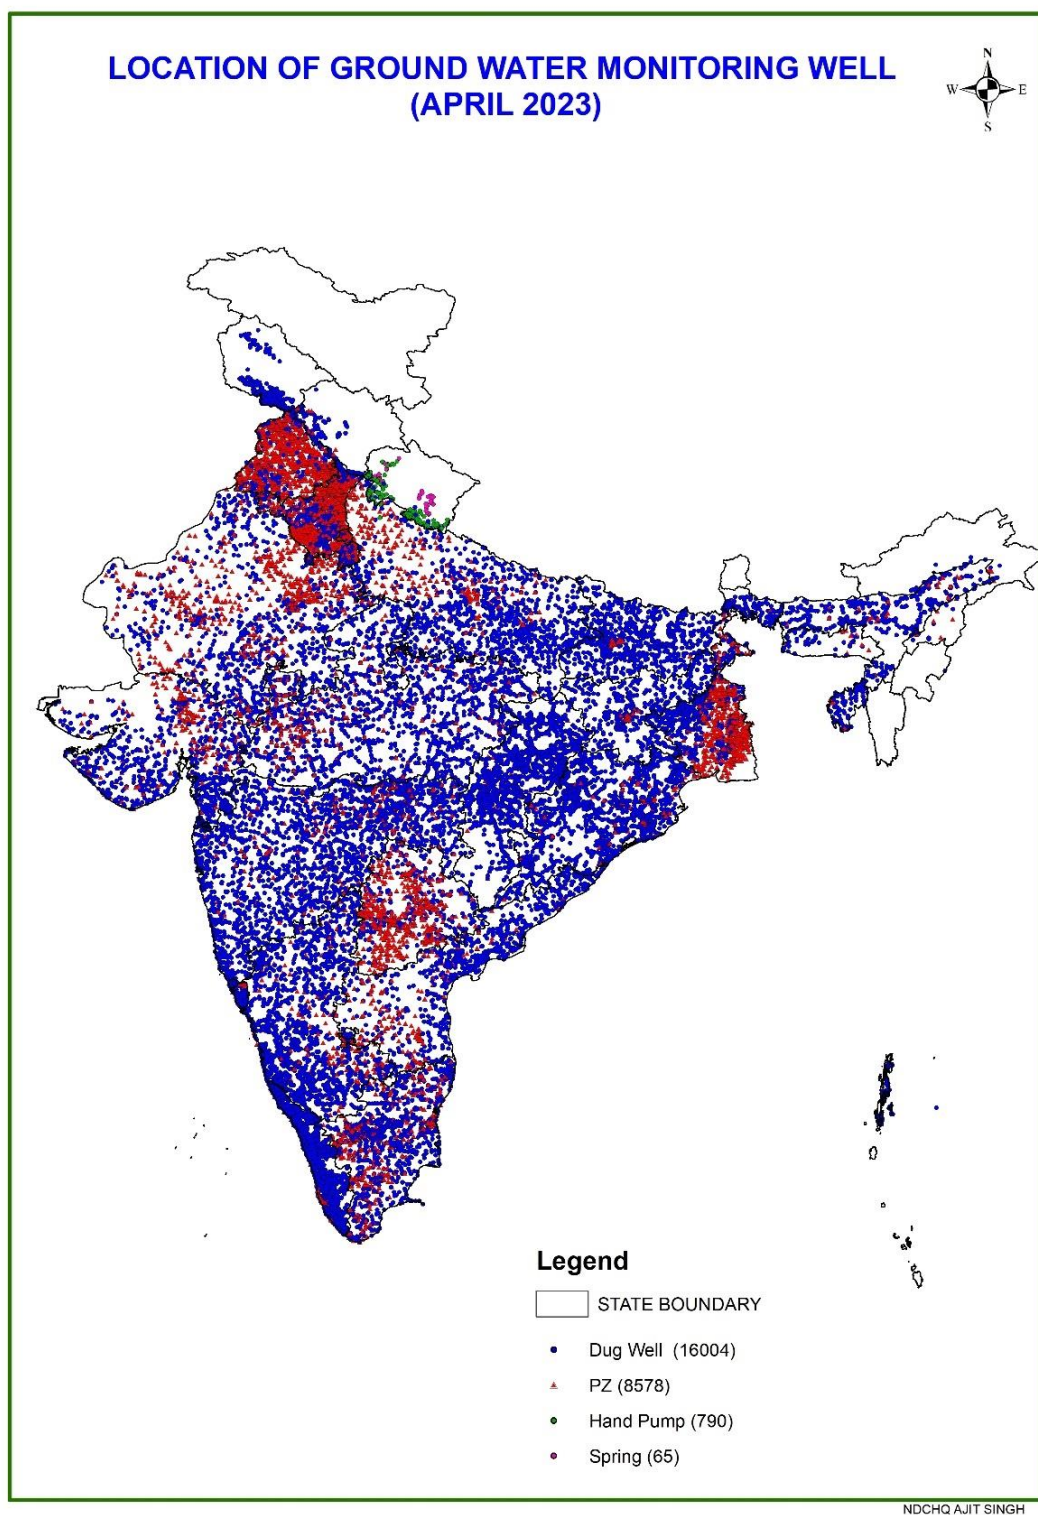 LOCATION OF GROUND WATER MONITORING WELL
(APRIL 2023)
N
W E
S
Legend
STATE BOUNDARY
Dug Well (16004)
PZ (8578)
Hand Pump (790)
Spring (65)
NDCHQ AJIT SINGH